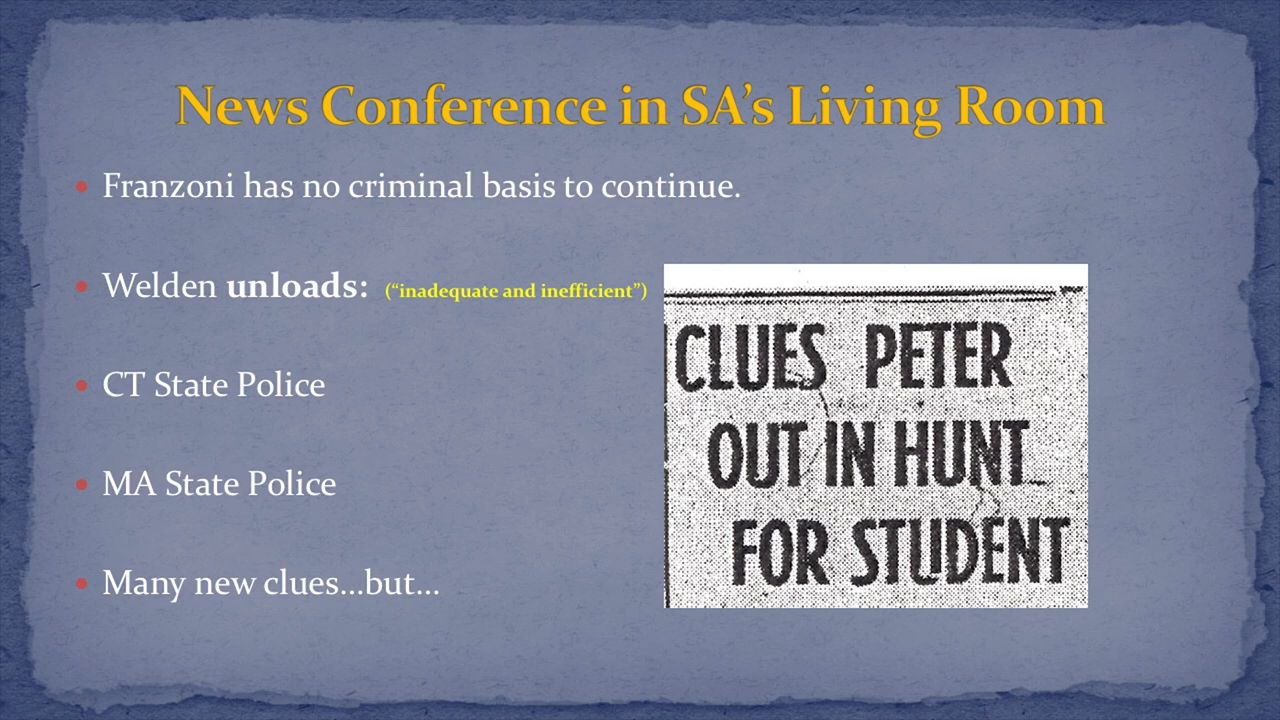 News Conference in SA’s Living Room
Franzoni has no criminal basis to continue.
Welden unloads: (“inadequate and inefficient”)
CT State Police
MA State Police
Many new clues…but…
CLUES PETER
OUT IN HUNT
FOR STUDENT